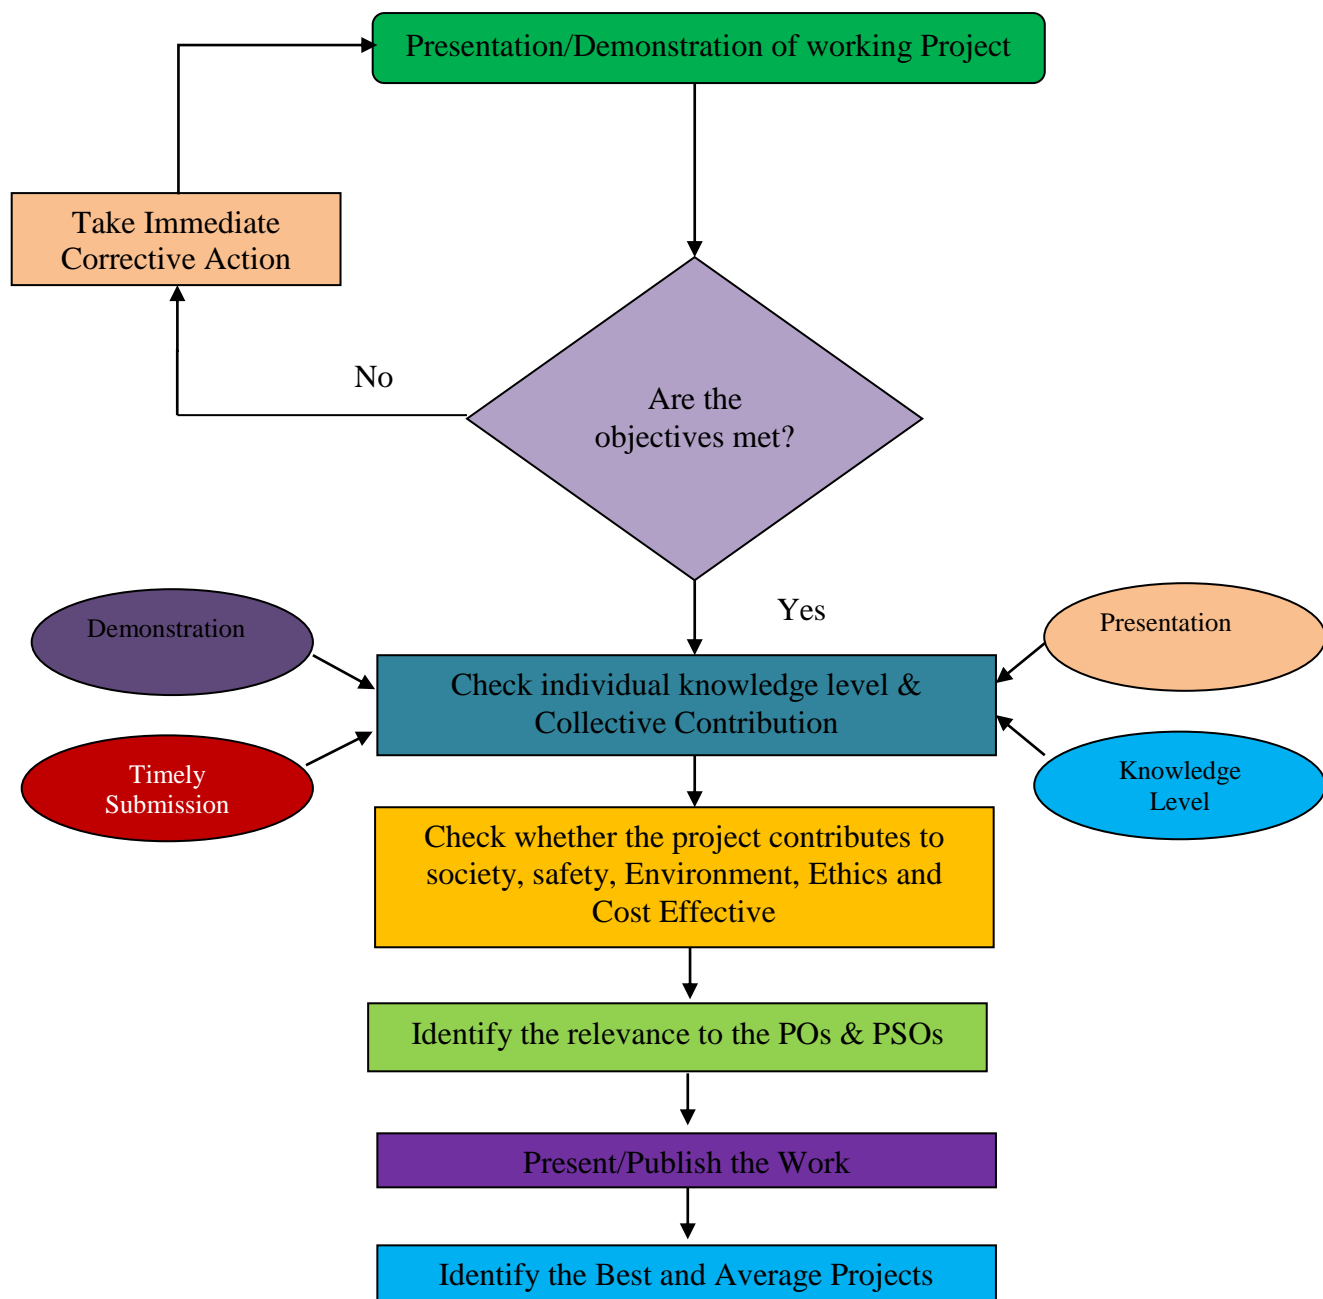 Presentation/Demonstration of working Project
Take Immediate
Corrective Action
No
Are the
objectives met?
Yes
Demonstration
Presentation
Check individual knowledge level &
Collective Contribution
Timely
Submission
Knowledge
Level
Check whether the project contributes to
society, safety, Environment, Ethics and
Cost Effective
Identify the relevance to the POs & PSOs
Present/Publish the Work
Identify the Best and Average Projects